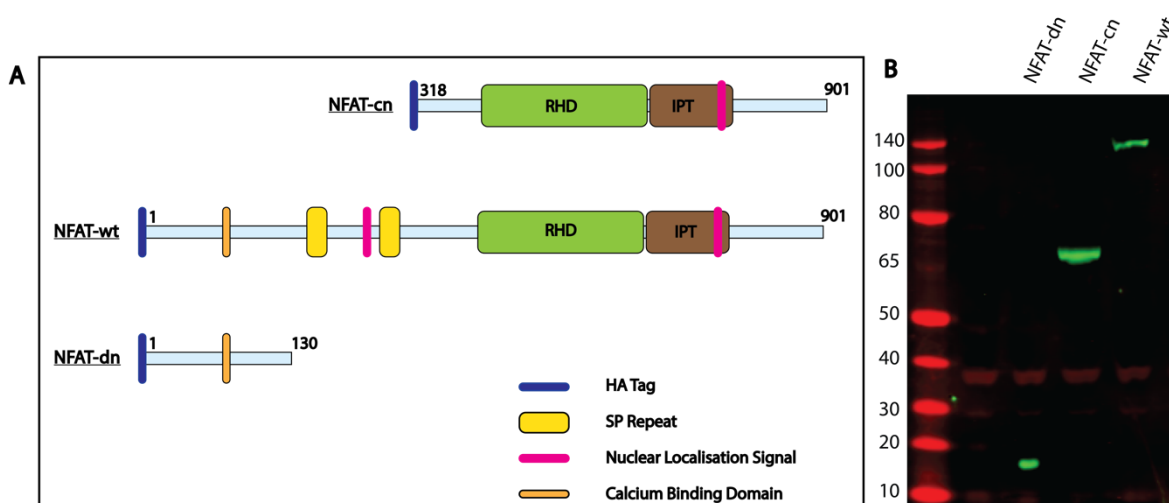 A
NFAT-cn
318
901
RHD
IPT
NFAT-wt
1
901
RHD
IPT
NFAT-dn
1
130
HA Tag
SP Repeat
Nuclear Localisation Signal
Calcium Binding Domain
B
NFAT-dn
NFAT-cn
NFAT-wt
140
100
80
65
50
40
30
20
10